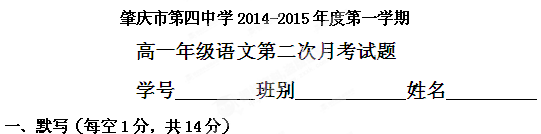 肇庆市第四中学2014-2015年度第一学期
高一年级语文第二次月考试题
学号________班别__________姓名________
一、默写（每空1分，共14分）